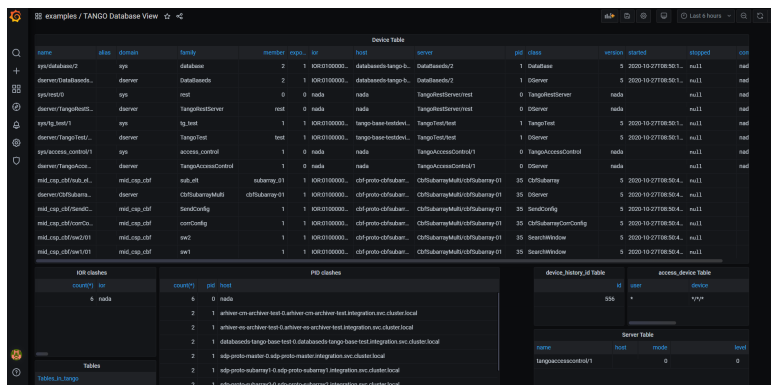 examples / TANGO Database View
Last 6 hours
Device Table
name alias domain family member expo... ior host server pid class version started stopped com
sys/database/2 sys database 2 1 IOR:0100000... databaseds-tango-b... DataBaseds/2 1 DataBase 5 2020-10-27T08:50:1... null nad
dserver/DataBaseds... dserver DataBaseds 2 1 IOR:0100000... databaseds-tango-b... DataBaseds/2 1 DServer 5 2020-10-27T08:50:1... null nad
sys/rest/0 sys rest 0 0 nada nada TangoRestServer/rest 0 TangoRestServer nada null nad
dserver/TangoRestS... dserver TangoRestServer rest 0 nada nada TangoRestServer/rest 0 DServer nada null nad
sys/tg_test/1 sys tg_test 1 1 IOR:0100000... tango-base-testdevi... TangoTest/test 1 TangoTest 5 2020-10-27T08:50:1... null nad
dserver/TangoTest/... dserver TangoTest test 1 IOR:0100000... tango-base-testdevi... TangoTest/test 1 DServer 5 2020-10-27T08:50:1... null nad
sys/access_control/1 sys access_control 1 0 nada nada TangoAccessControl/1 0 TangoAccessControl nada null nad
dserver/TangoAcce... dserver TangoAccessControl 1 0 nada nada TangoAccessControl/1 0 DServer nada null nad
mid_csp_cbf/sub_el... mid_csp_cbf sub_elt subarray_01 1 IOR:0100000... cbf-proto-cbfsubarr... CbfSubarrayMulti/cbfSubarray-01 35 CbfSubarray 5 2020-10-27T08:50:4... null
dserver/CbfSubarra... dserver CbfSubarrayMulti cbfSubarray-01 1 IOR:0100000... cbf-proto-cbfsubarr... CbfSubarrayMulti/cbfSubarray-01 35 DServer 5 2020-10-27T08:50:4... null
mid_csp_cbf/SendC... mid_csp_cbf SendConfig 1 1 IOR:0100000... cbf-proto-cbfsubarr... CbfSubarrayMulti/cbfSubarray-01 35 SendConfig 5 2020-10-27T08:50:4... null
mid_csp_cbf/corrCo... mid_csp_cbf corrConfig 1 1 IOR:0100000... cbf-proto-cbfsubarr... CbfSubarrayMulti/cbfSubarray-01 35 CbfSubarrayCorrConfig 5 2020-10-27T08:50:4... null
mid_csp_cbf/sw2/01 mid_csp_cbf sw2 1 1 IOR:0100000... cbf-proto-cbfsubarr... CbfSubarrayMulti/cbfSubarray-01 35 SearchWindow 5 2020-10-27T08:50:4... null
mid_csp_cbf/sw1/01 mid_csp_cbf sw1 1 1 IOR:0100000... cbf-proto-cbfsubarr... CbfSubarrayMulti/cbfSubarray-01 35 SearchWindow 5 2020-10-27T08:50:4... null
IOR clashes
count(*) ior
6 nada
Tables
Tables_in_tango
PID clashes
count(*) pid host
6 0 nada
2 1 arhiver-cm-archiver-test-0.arhiver-cm-archiver-test.integration.svc.cluster.local
2 1 arhiver-es-archiver-test-0.arhiver-es-archiver-test.integration.svc.cluster.local
2 1 databaseds-tango-base-test-0.databaseds-tango-base-test.integration.svc.cluster.local
2 1 sdp-proto-master-0.sdp-proto-master.integration.svc.cluster.local
2 1 sdp-proto-subarray1-0.sdp-proto-subarray1.integration.svc.cluster.local
device_history_id Table
id
556
access_device Table
user device
* */*/*
Server Table
name host mode level
tangoaccesscontrol/1 0 0